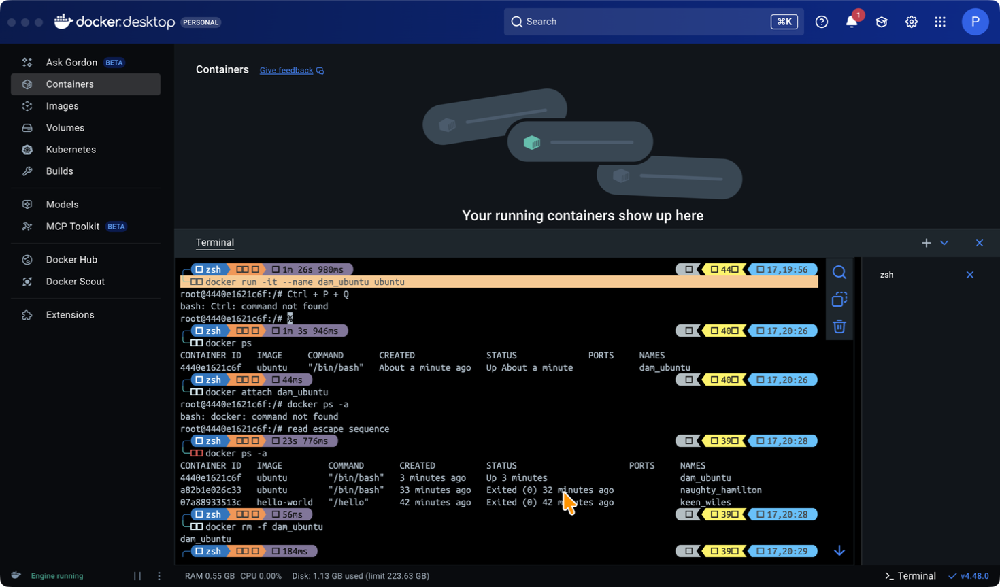 docker.desktop PERSONAL
Search ⌘K
1
P
Ask Gordon BETA
Containers
Images
Volumes
Kubernetes
Builds
Models
MCP Toolkit BETA
Docker Hub
Docker Scout
Extensions
Containers Give feedback
Your running containers show up here
Terminal
zsh
zsh 1m 26s 980ms 44 17,19:56
docker run -it --name dam_ubuntu ubuntu
root@4440e1621c6f:/# Ctrl + P + Q
bash: Ctrl: command not found
root@4440e1621c6f:/# %
zsh 1m 3s 946ms 40 17,20:26
docker ps
CONTAINER ID IMAGE COMMAND CREATED STATUS PORTS NAMES
4440e1621c6f ubuntu "/bin/bash" About a minute ago Up About a minute dam_ubuntu
zsh 44ms 40 17,20:26
docker attach dam_ubuntu
root@4440e1621c6f:/# docker ps -a
bash: docker: command not found
root@4440e1621c6f:/# read escape sequence
zsh 23s 776ms 39 17,20:28
docker ps -a
CONTAINER ID IMAGE COMMAND CREATED STATUS PORTS NAMES
4440e1621c6f ubuntu "/bin/bash" 3 minutes ago Up 3 minutes dam_ubuntu
a82b1e026c33 ubuntu "/bin/bash" 33 minutes ago Exited (0) 32 minutes ago naughty_hamilton
07a88933513c hello-world "/hello" 42 minutes ago Exited (0) 42 minutes ago keen_wiles
zsh 56ms 39 17,20:28
docker rm -f dam_ubuntu
dam_ubuntu
zsh 184ms 39 17,20:29
Engine running
RAM 0.55 GB CPU 0.00% Disk: 1.13 GB used (limit 223.63 GB)
Terminal v4.48.0